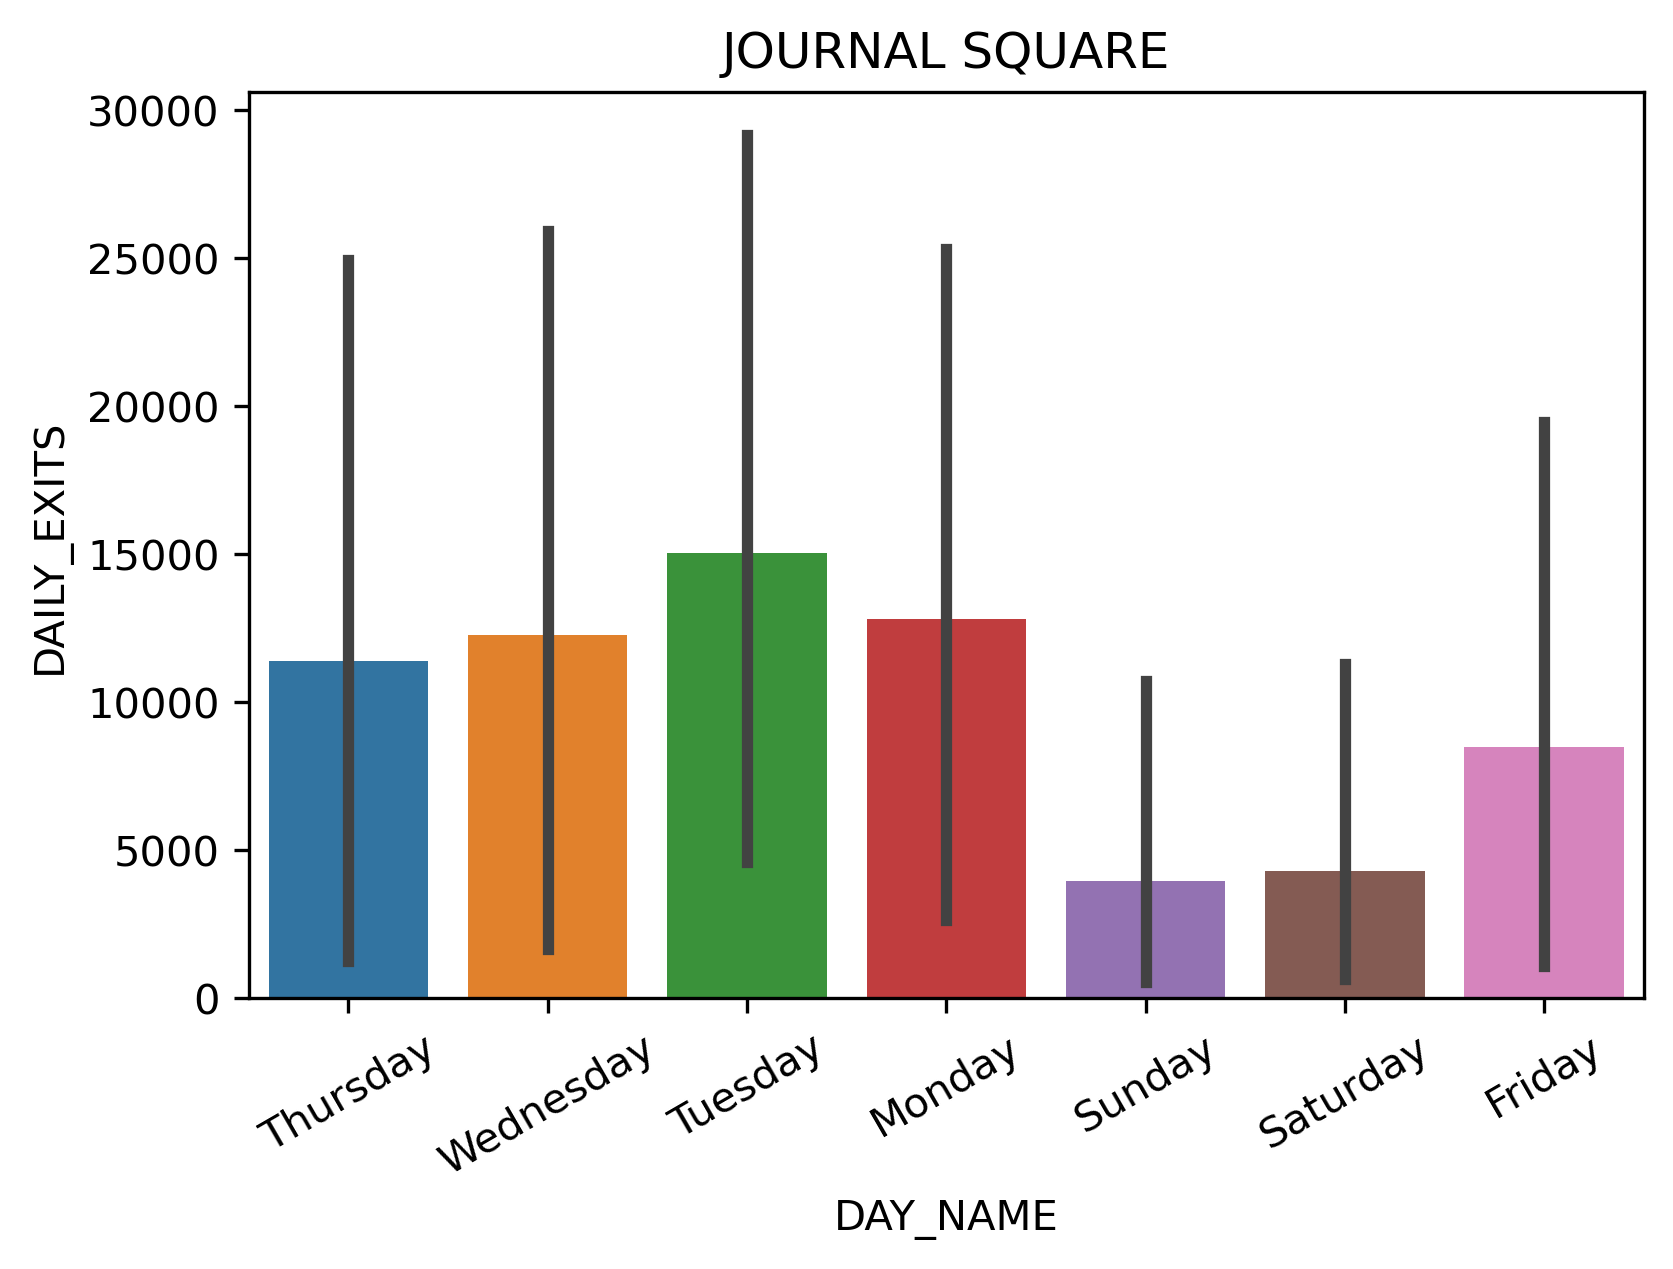 JOURNAL SQUARE
30000
25000
20000
15000
10000
5000
0
DAILY_EXITS
Thursday
Wednesday
Tuesday
Monday
Sunday
Saturday
Friday
DAY_NAME